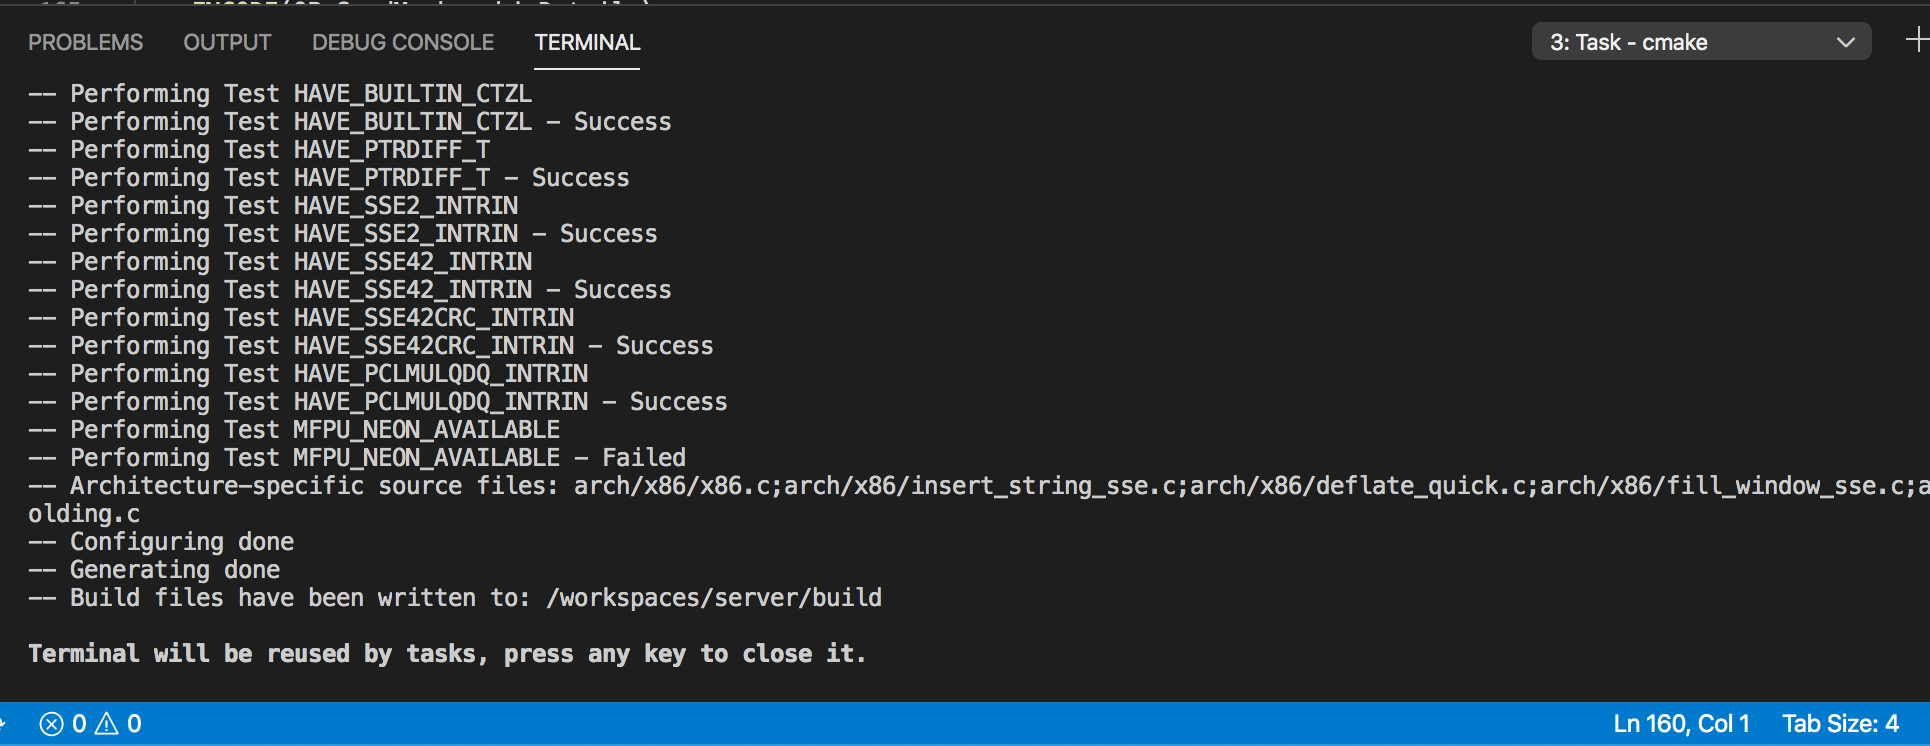 PROBLEMS OUTPUT DEBUG CONSOLE TERMINAL 3: Task - cmake
-- Performing Test HAVE_BUILTIN_CTZL
-- Performing Test HAVE_BUILTIN_CTZL - Success
-- Performing Test HAVE_PTRDIFF_T
-- Performing Test HAVE_PTRDIFF_T - Success
-- Performing Test HAVE_SSE2_INTRIN
-- Performing Test HAVE_SSE2_INTRIN - Success
-- Performing Test HAVE_SSE42_INTRIN
-- Performing Test HAVE_SSE42_INTRIN - Success
-- Performing Test HAVE_SSE42CRC_INTRIN
-- Performing Test HAVE_SSE42CRC_INTRIN - Success
-- Performing Test HAVE_PCLMULQDQ_INTRIN
-- Performing Test HAVE_PCLMULQDQ_INTRIN - Success
-- Performing Test MFPU_NEON_AVAILABLE
-- Performing Test MFPU_NEON_AVAILABLE - Failed
-- Architecture-specific source files: arch/x86/x86.c;arch/x86/insert_string_sse.c;arch/x86/deflate_quick.c;arch/x86/fill_window_sse.c;a
olding.c
-- Configuring done
-- Generating done
-- Build files have been written to: /workspaces/server/build
Terminal will be reused by tasks, press any key to close it.
0 0 Ln 160, Col 1 Tab Size: 4